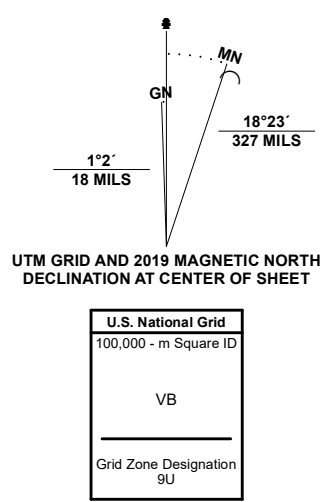 MN
GN
18°23´
327 MILS
1°2´
18 MILS
UTM GRID AND 2019 MAGNETIC NORTH
DECLINATION AT CENTER OF SHEET
U.S. National Grid
100,000 - m Square ID
VB
Grid Zone Designation
9U